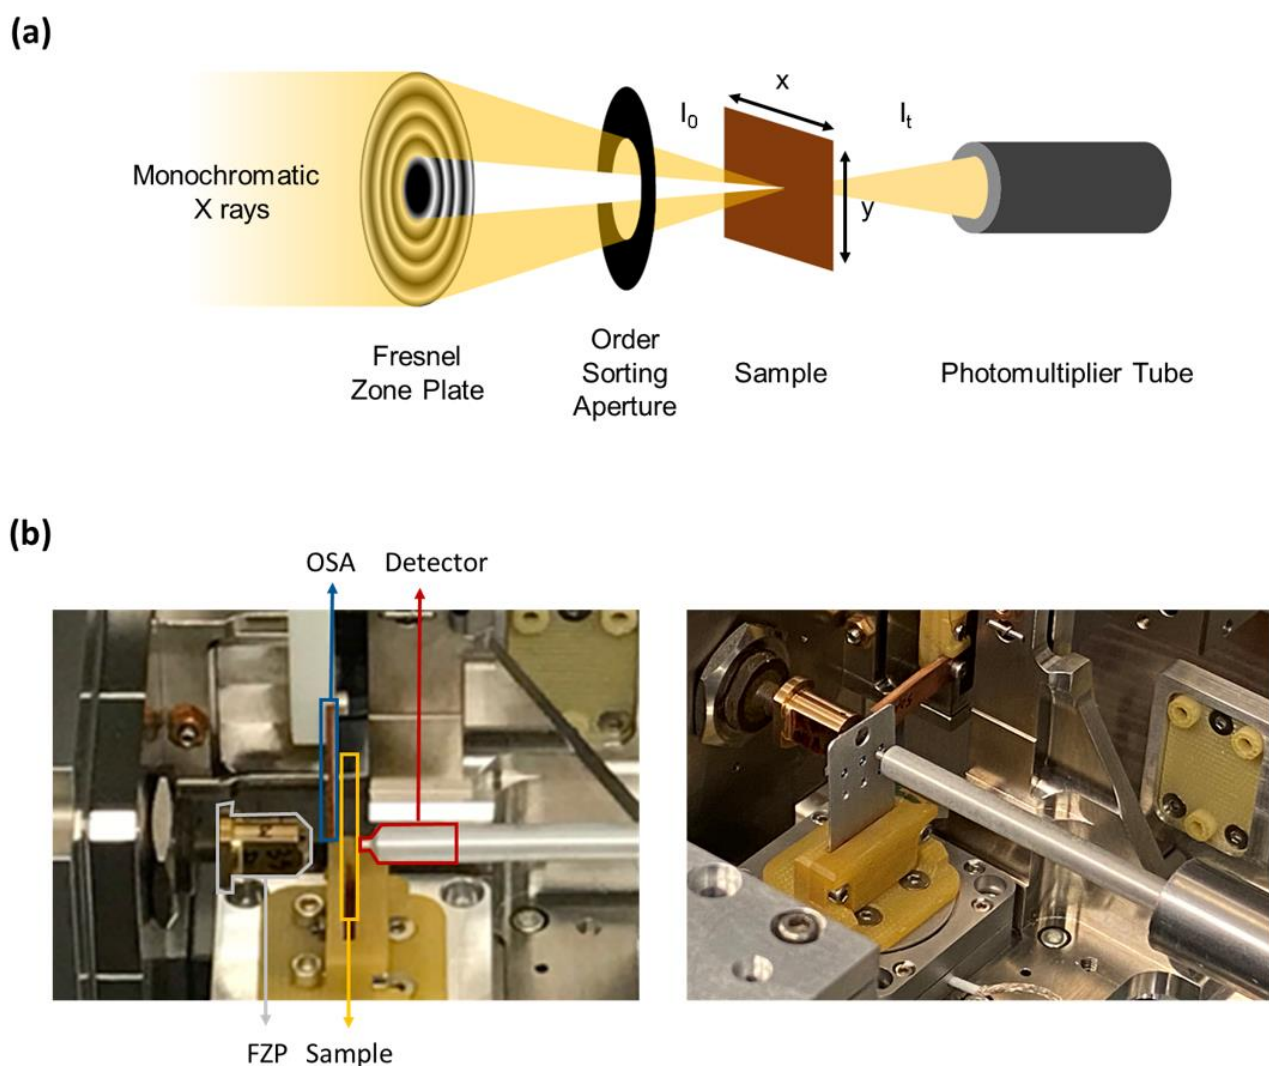 (a)
x
I0
It
y
Monochromatic
X rays
Fresnel
Zone Plate
Order
Sorting
Aperture
Sample
Photomultiplier Tube
(b)
OSA
Detector
FZP
Sample